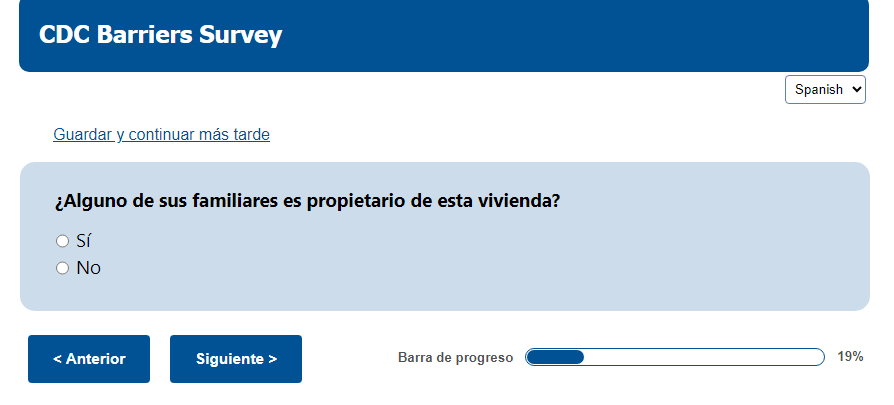 CDC Barriers Survey
Spanish
Guardar y continuar más tarde
¿Alguno de sus familiares es propietario de esta vivienda?
Sí
No
< Anterior
Siguiente >
Barra de progreso
19%